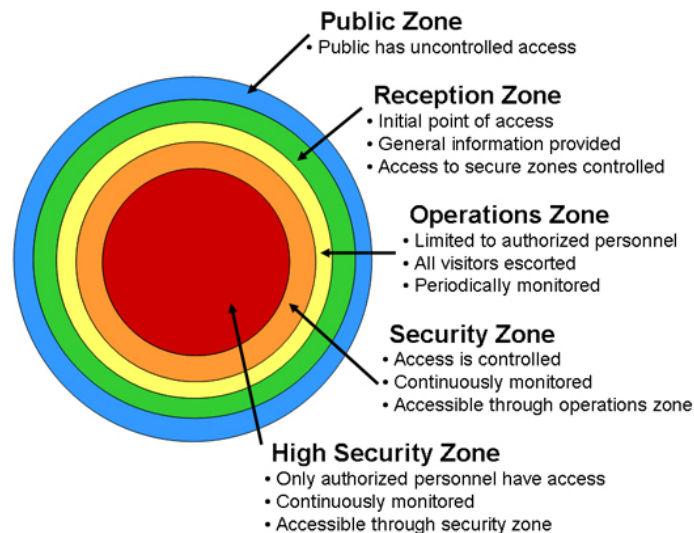 Public Zone
• Public has uncontrolled access
Reception Zone
• Initial point of access
• General information provided
• Access to secure zones controlled
Operations Zone
• Limited to authorized personnel
• All visitors escorted
• Periodically monitored
Security Zone
• Access is controlled
• Continuously monitored
• Accessible through operations zone
High Security Zone
• Only authorized personnel have access
• Continuously monitored
• Accessible through security zone